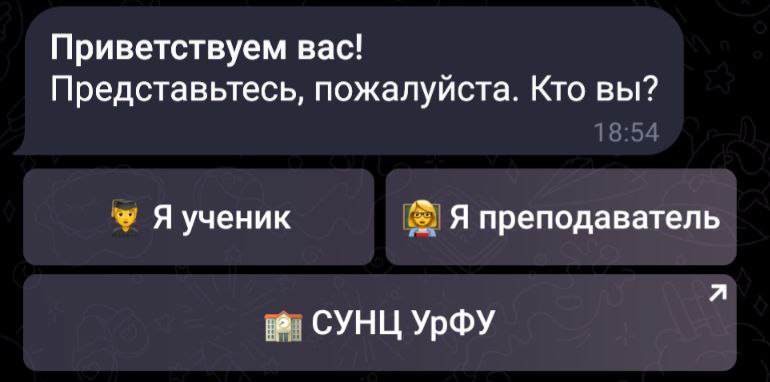 Приветствуем вас!
Представьтесь, пожалуйста. Кто вы?
18:54
Я ученик
Я преподаватель
СУНЦ УрФУ